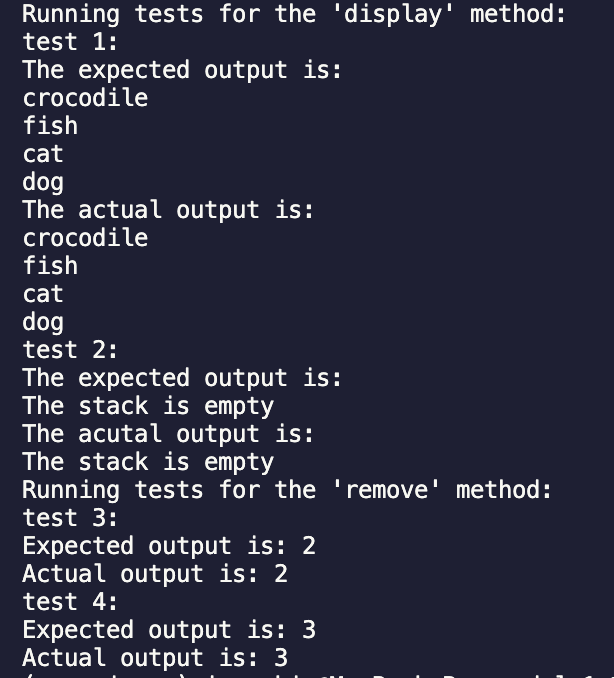 Running tests for the 'display' method:
test 1:
The expected output is:
crocodile
fish
cat
dog
The actual output is:
crocodile
fish
cat
dog
test 2:
The expected output is:
The stack is empty
The acutal output is:
The stack is empty
Running tests for the 'remove' method:
test 3:
Expected output is: 2
Actual output is: 2
test 4:
Expected output is: 3
Actual output is: 3